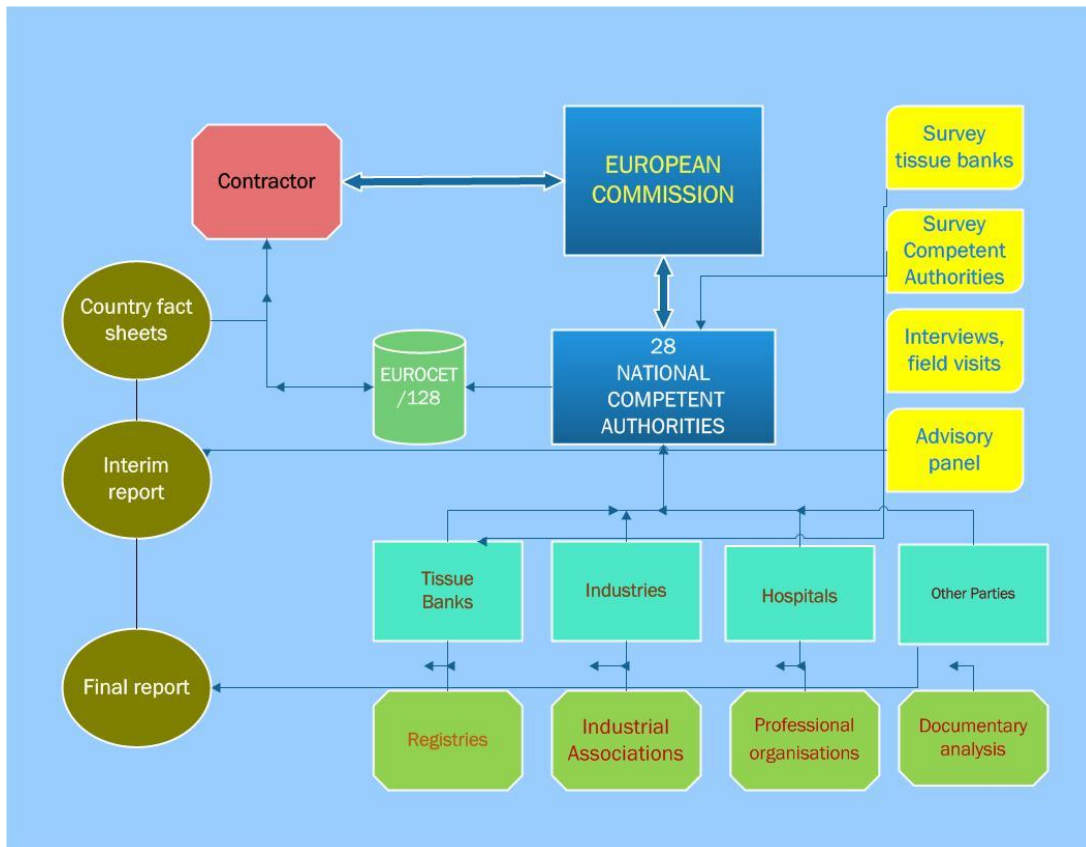 Contractor
EUROPEAN
COMMISSION
Survey
tissue banks
Survey
Competent
Authorities
Country fact
sheets
EUROCET
/128
28
NATIONAL
COMPETENT
AUTHORITIES
Interviews,
field visits
Interim
report
Advisory
panel
Tissue
Banks
Industries
Hospitals
Other Parties
Final report
Registries
Industrial
Associations
Professional
organisations
Documentary
analysis